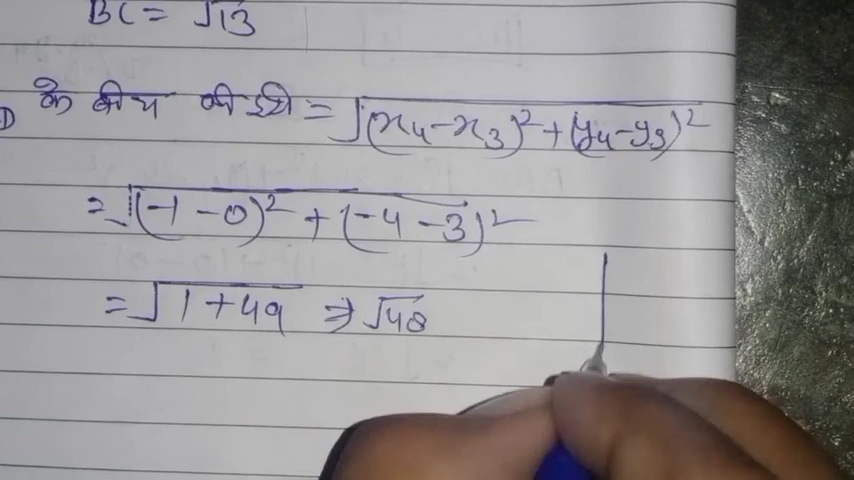 BC = √13
D के बीच की दूरी = √(x₄-x₃)²+(y₄-y₃)²
= √(-1-0)² + (-4-3)²
= √1+49 ⇒ √48